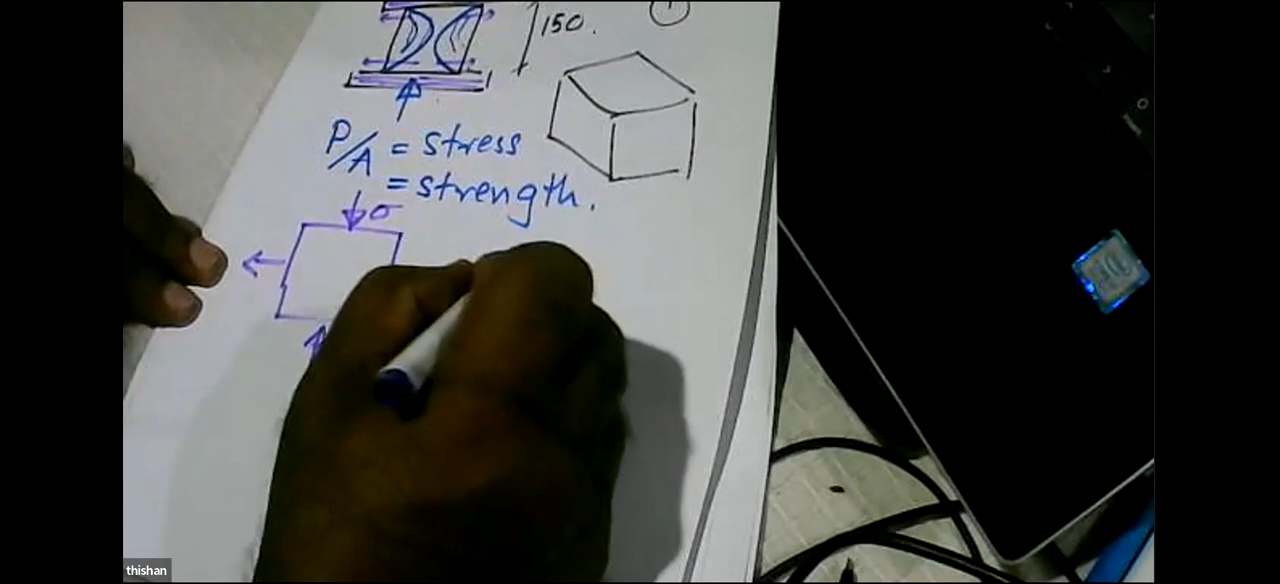 150.
P/A = stress
= strength.
σ
thishan